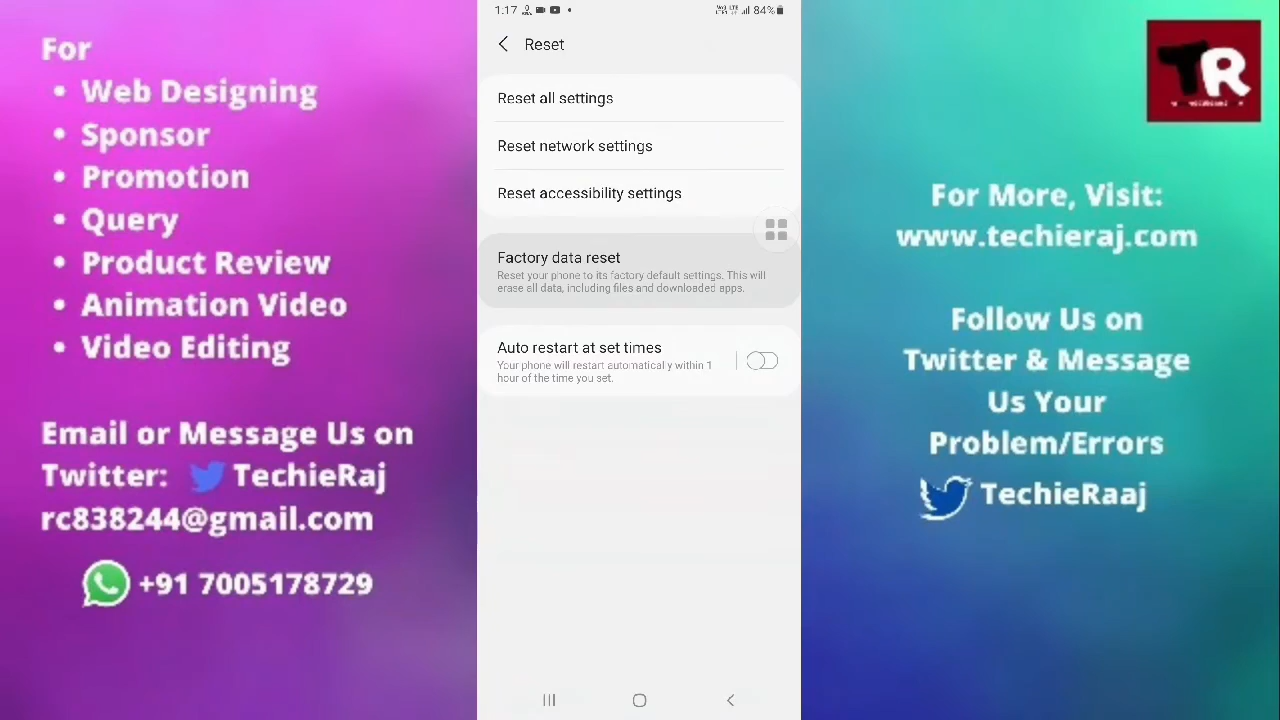 For
• Web Designing
• Sponsor
• Promotion
• Query
• Product Review
• Animation Video
• Video Editing
Email or Message Us on
Twitter: TechieRaj
rc838244@gmail.com
+91 7005178729
1:17
84%
Reset
Reset all settings
Reset network settings
Reset accessibility settings
Factory data reset
Reset your phone to its factory default settings. This will
erase all data, including files and downloaded apps.
Auto restart at set times
Your phone will restart automatical y within 1
hour of the time you set.
TR
For More, Visit:
www.techieraj.com
Follow Us on
Twitter & Message
Us Your
Problem/Errors
TechieRaaj